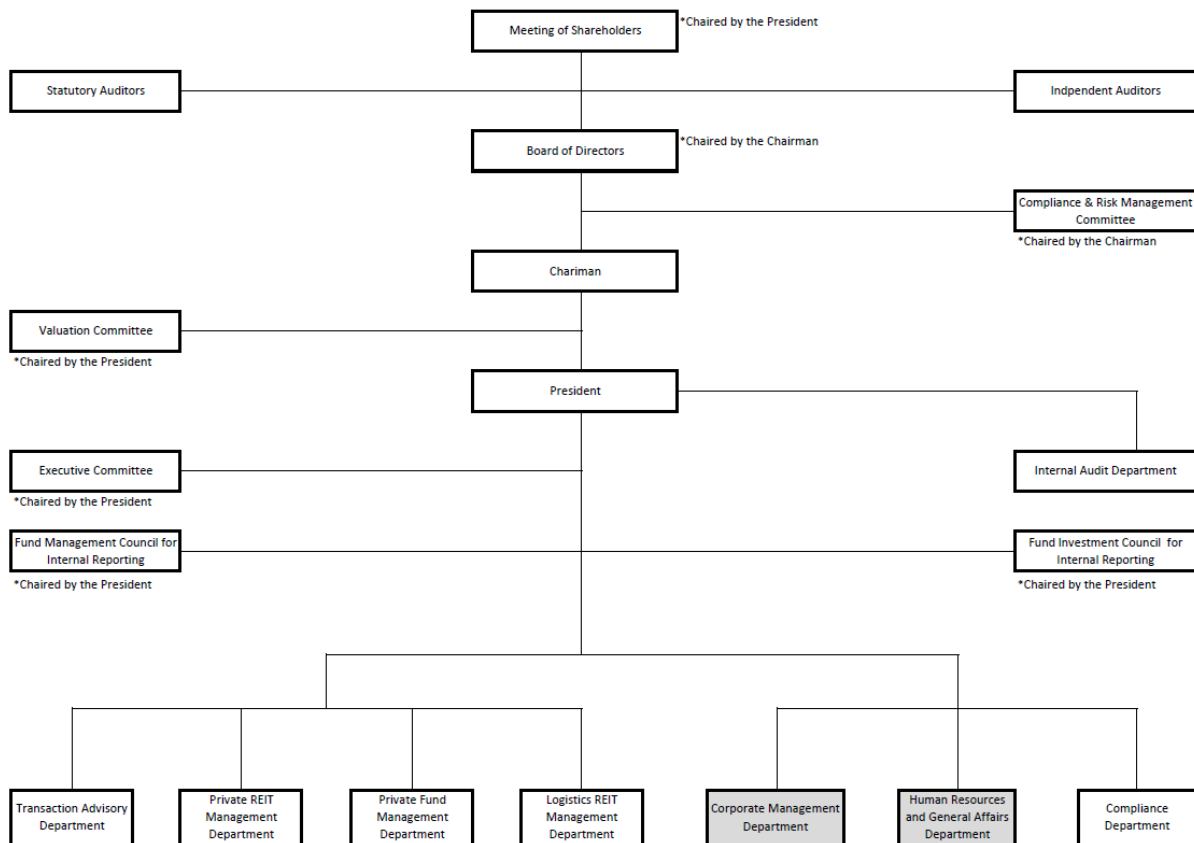 Meeting of Shareholders
*Chaired by the President
Statutory Auditors
Indpendent Auditors
Board of Directors
*Chaired by the Chairman
Compliance & Risk Management
Committee
*Chaired by the Chairman
Chariman
Valuation Committee
*Chaired by the President
President
Executive Committee
*Chaired by the President
Internal Audit Department
Fund Management Council for
Internal Reporting
*Chaired by the President
Fund Investment Council for
Internal Reporting
*Chaired by the President
Transaction Advisory
Department
Private REIT
Management
Department
Private Fund
Management
Department
Logistics REIT
Management
Department
Corporate Management
Department
Human Resources
and General Affairs
Department
Compliance
Department